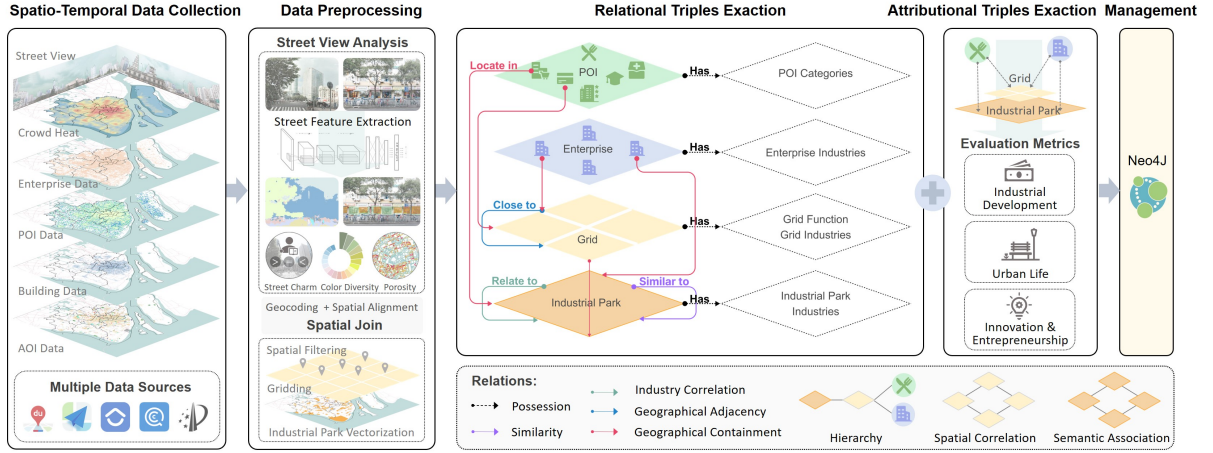 Spatio-Temporal Data Collection
Data Preprocessing
Relational Triples Exaction
Attributional Triples Exaction
Management
Street View
Crowd Heat
Enterprise Data
POI Data
Building Data
AOI Data
Multiple Data Sources
du
Street View Analysis
Street Feature Extraction
Street Charm
Color Diversity
Porosity
Geocoding + Spatial Alignment
Spatial Join
Spatial Filtering
Gridding
Industrial Park Vectorization
Locate in
POI
Has
POI Categories
Enterprise
Has
Enterprise Industries
Close to
Grid
Has
Grid Function
Grid Industries
Relate to
Similar to
Industrial Park
Has
Industrial Park
Industries
Grid
Industrial Park
Evaluation Metrics
Industrial
Development
Urban Life
Innovation &
Entrepreneurship
Neo4J
Relations:
Possession
Similarity
Industry Correlation
Geographical Adjacency
Geographical Containment
Hierarchy
Spatial Correlation
Semantic Association